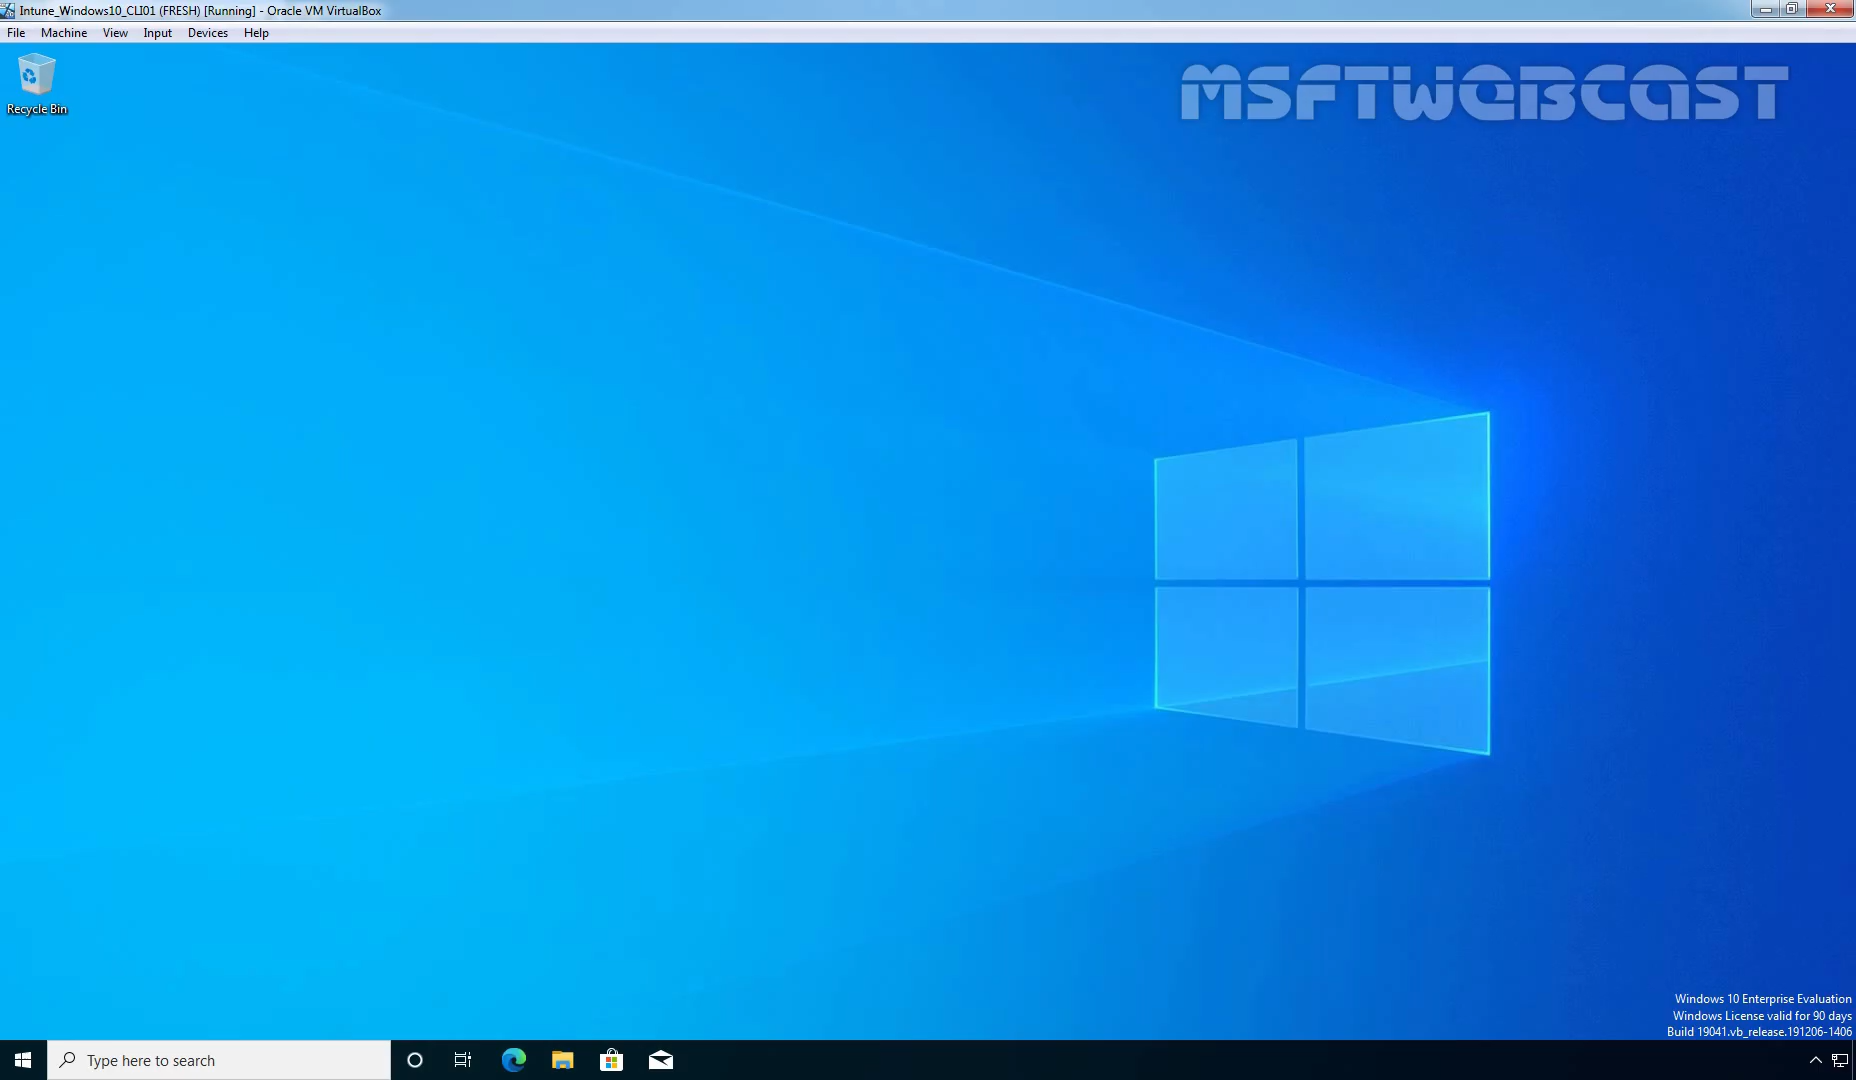 Intune_Windows10_CLI01 (FRESH) [Running] - Oracle VM VirtualBox
File Machine View Input Devices Help
MSFTWEBCAST
Recycle Bin
Windows 10 Enterprise Evaluation
Windows License valid for 90 days
Build 19041.vb_release.191206-1406
Type here to search